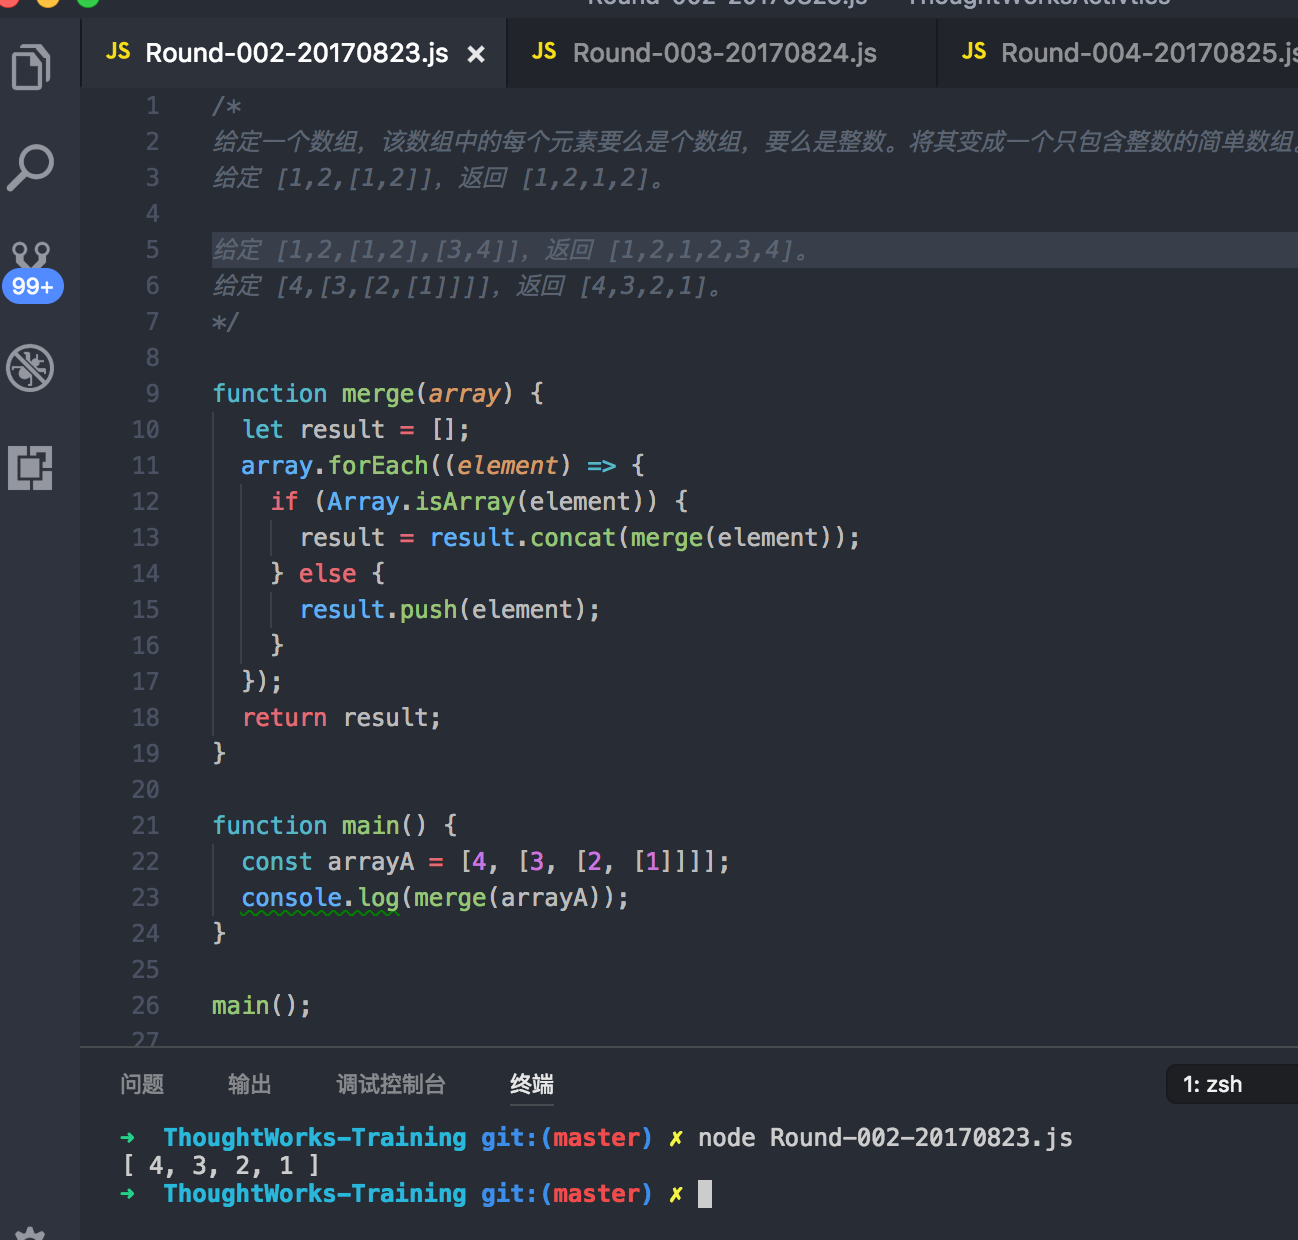 Round-002-20170823.js — ThoughtWorksActivties
JS Round-002-20170823.js × JS Round-003-20170824.js JS Round-004-20170825.js
1 /*
2 给定一个数组，该数组中的每个元素要么是个数组，要么是整数。将其变成一个只包含整数的简单数组。
3 给定 [1,2,[1,2]]，返回 [1,2,1,2]。
4
5 给定 [1,2,[1,2],[3,4]]，返回 [1,2,1,2,3,4]。
6 给定 [4,[3,[2,[1]]]]，返回 [4,3,2,1]。
7 */
8
9 function merge(array) {
10 let result = [];
11 array.forEach((element) => {
12 if (Array.isArray(element)) {
13 result = result.concat(merge(element));
14 } else {
15 result.push(element);
16 }
17 });
18 return result;
19 }
20
21 function main() {
22 const arrayA = [4, [3, [2, [1]]]];
23 console.log(merge(arrayA));
24 }
25
26 main();
27
99+
问题 输出 调试控制台 终端 1: zsh
➜ ThoughtWorks-Training git:(master) ✗ node Round-002-20170823.js
[ 4, 3, 2, 1 ]
➜ ThoughtWorks-Training git:(master) ✗